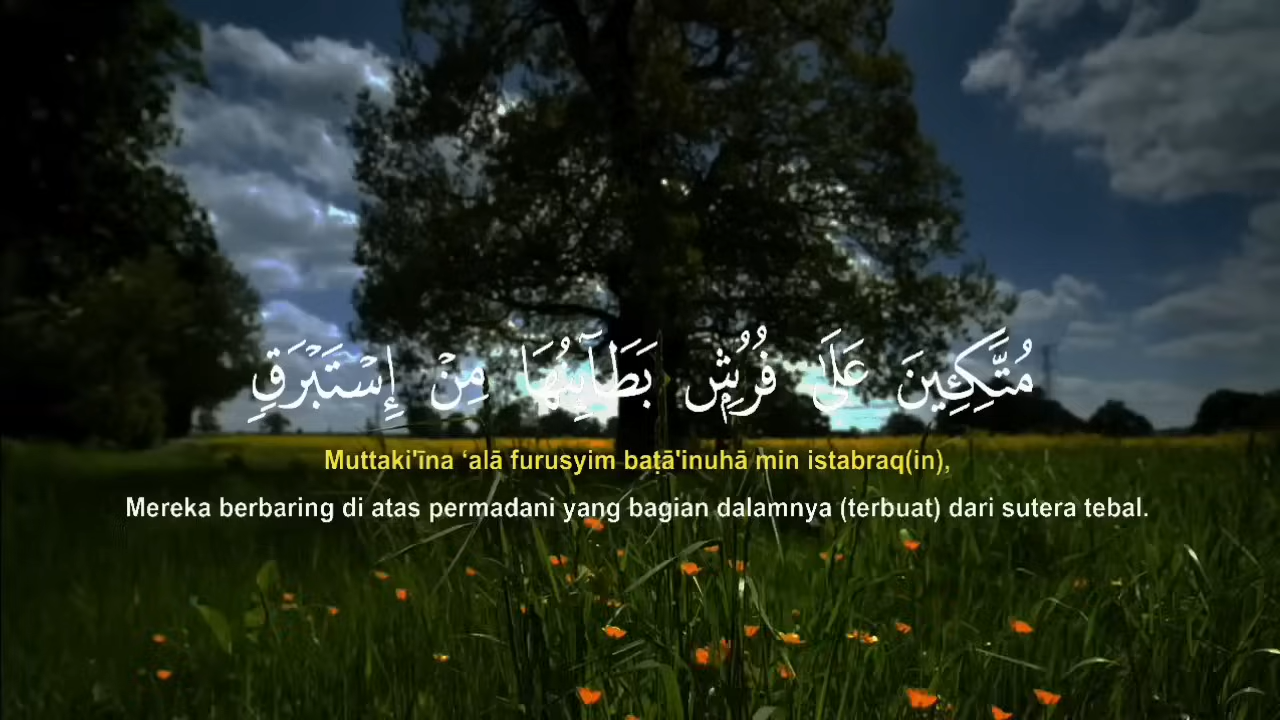 مُتَّكِـِٕينَ عَلَىٰ فُرُشٍۭ بَطَآىِٕنُهَا مِنْ إِسْتَبْرَقٍ
Muttaki'īna ‘alā furusyim baṭā'inuhā min istabraq(in),
Mereka berbaring di atas permadani yang bagian dalamnya (terbuat) dari sutera tebal.